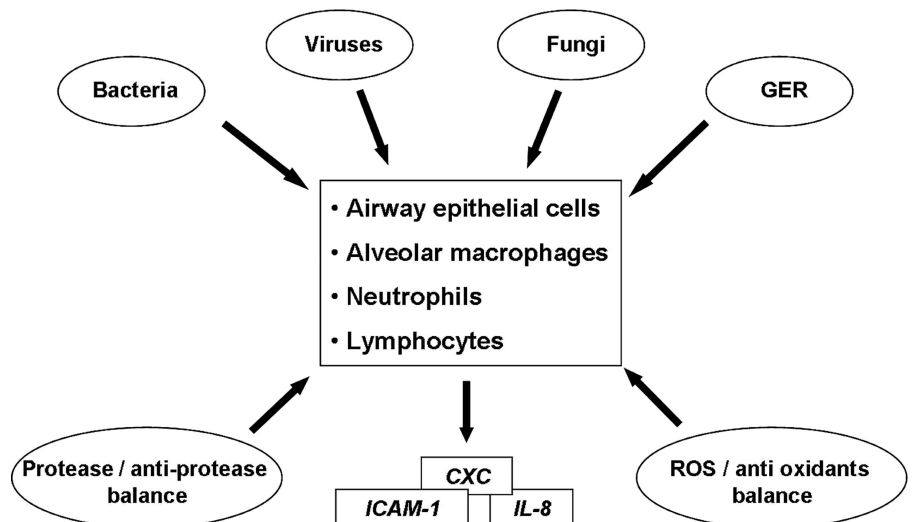 Viruses
Fungi
Bacteria
GER
• Airway epithelial cells
• Alveolar macrophages
• Neutrophils
• Lymphocytes
Protease / anti-protease
balance
ROS / anti oxidants
balance
CXC
ICAM-1
IL-8